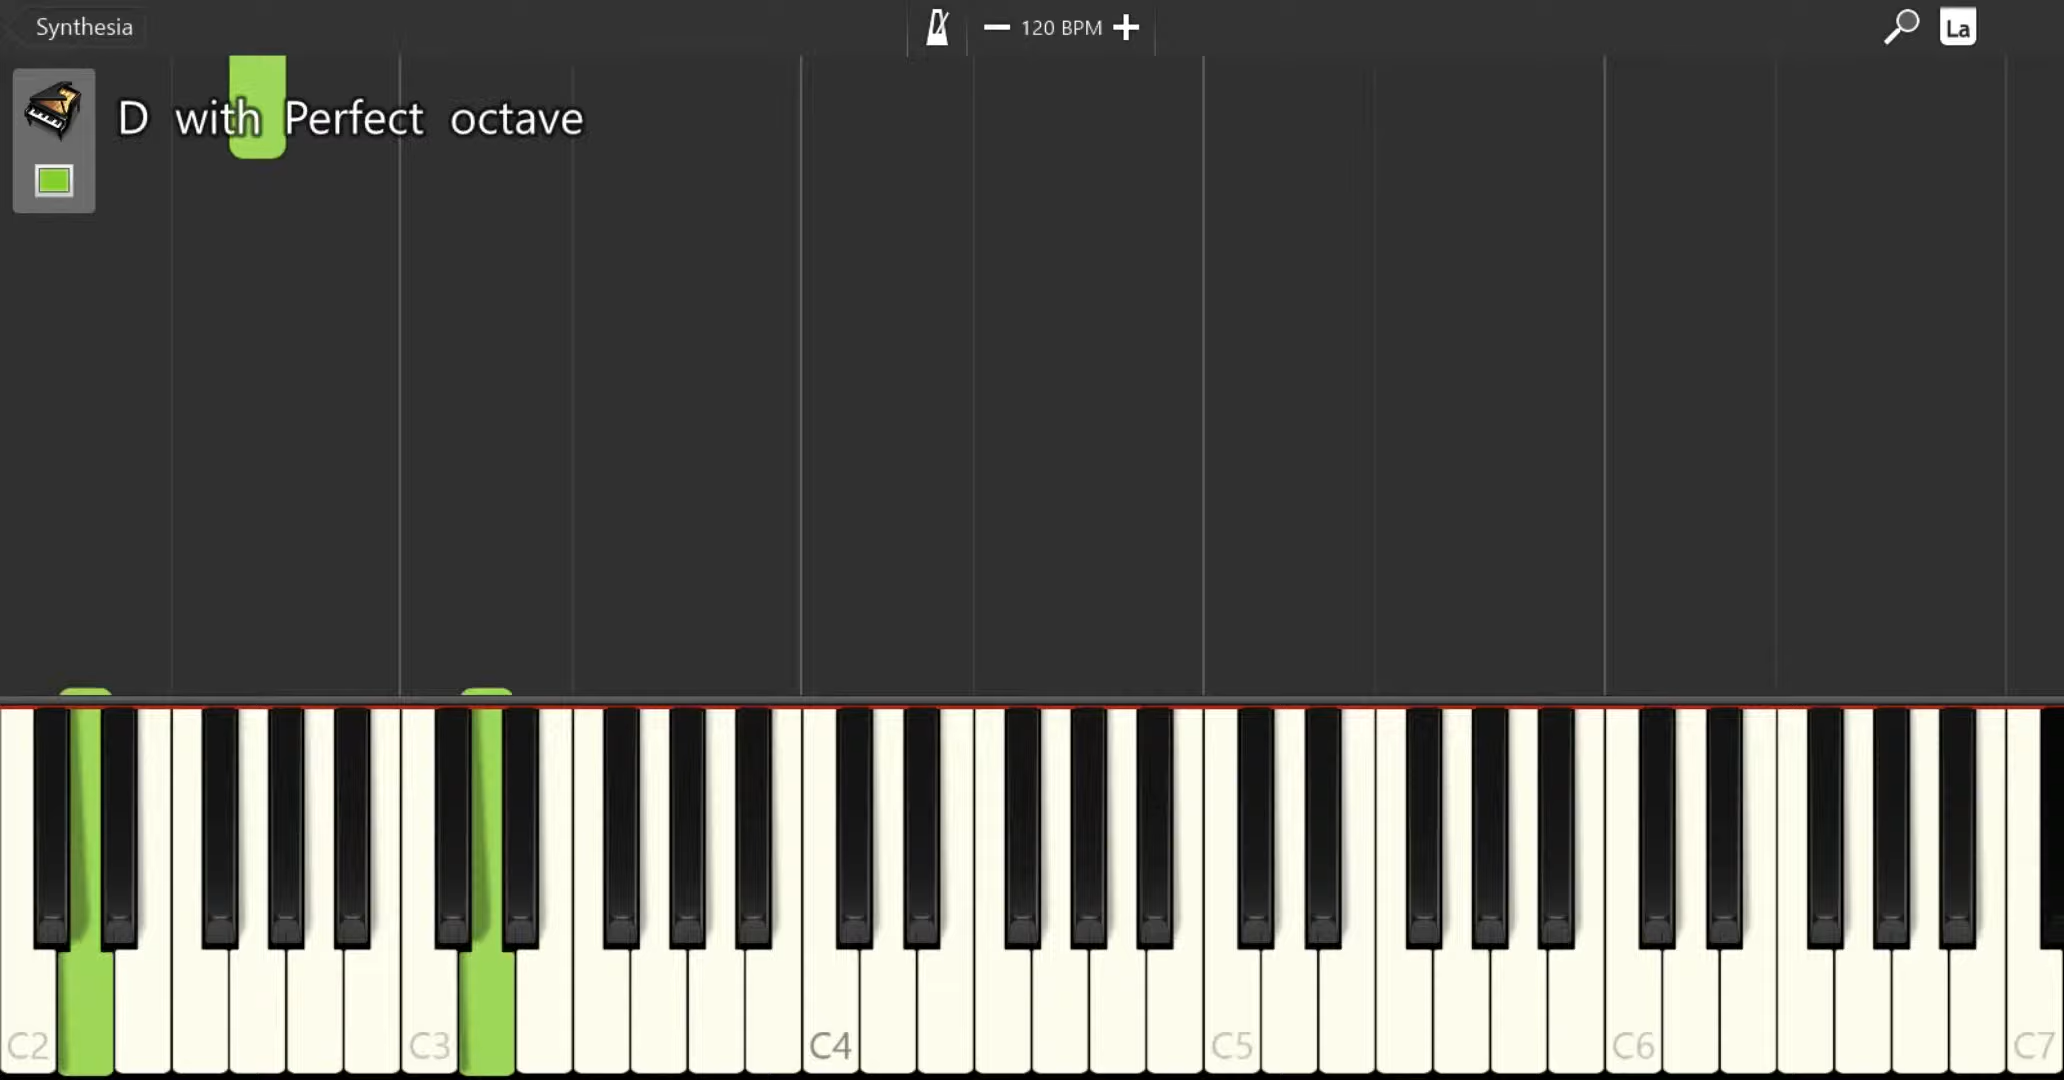 Synthesia
120 BPM
La
D with Perfect octave
C2 C3 C4 C5 C6 C7